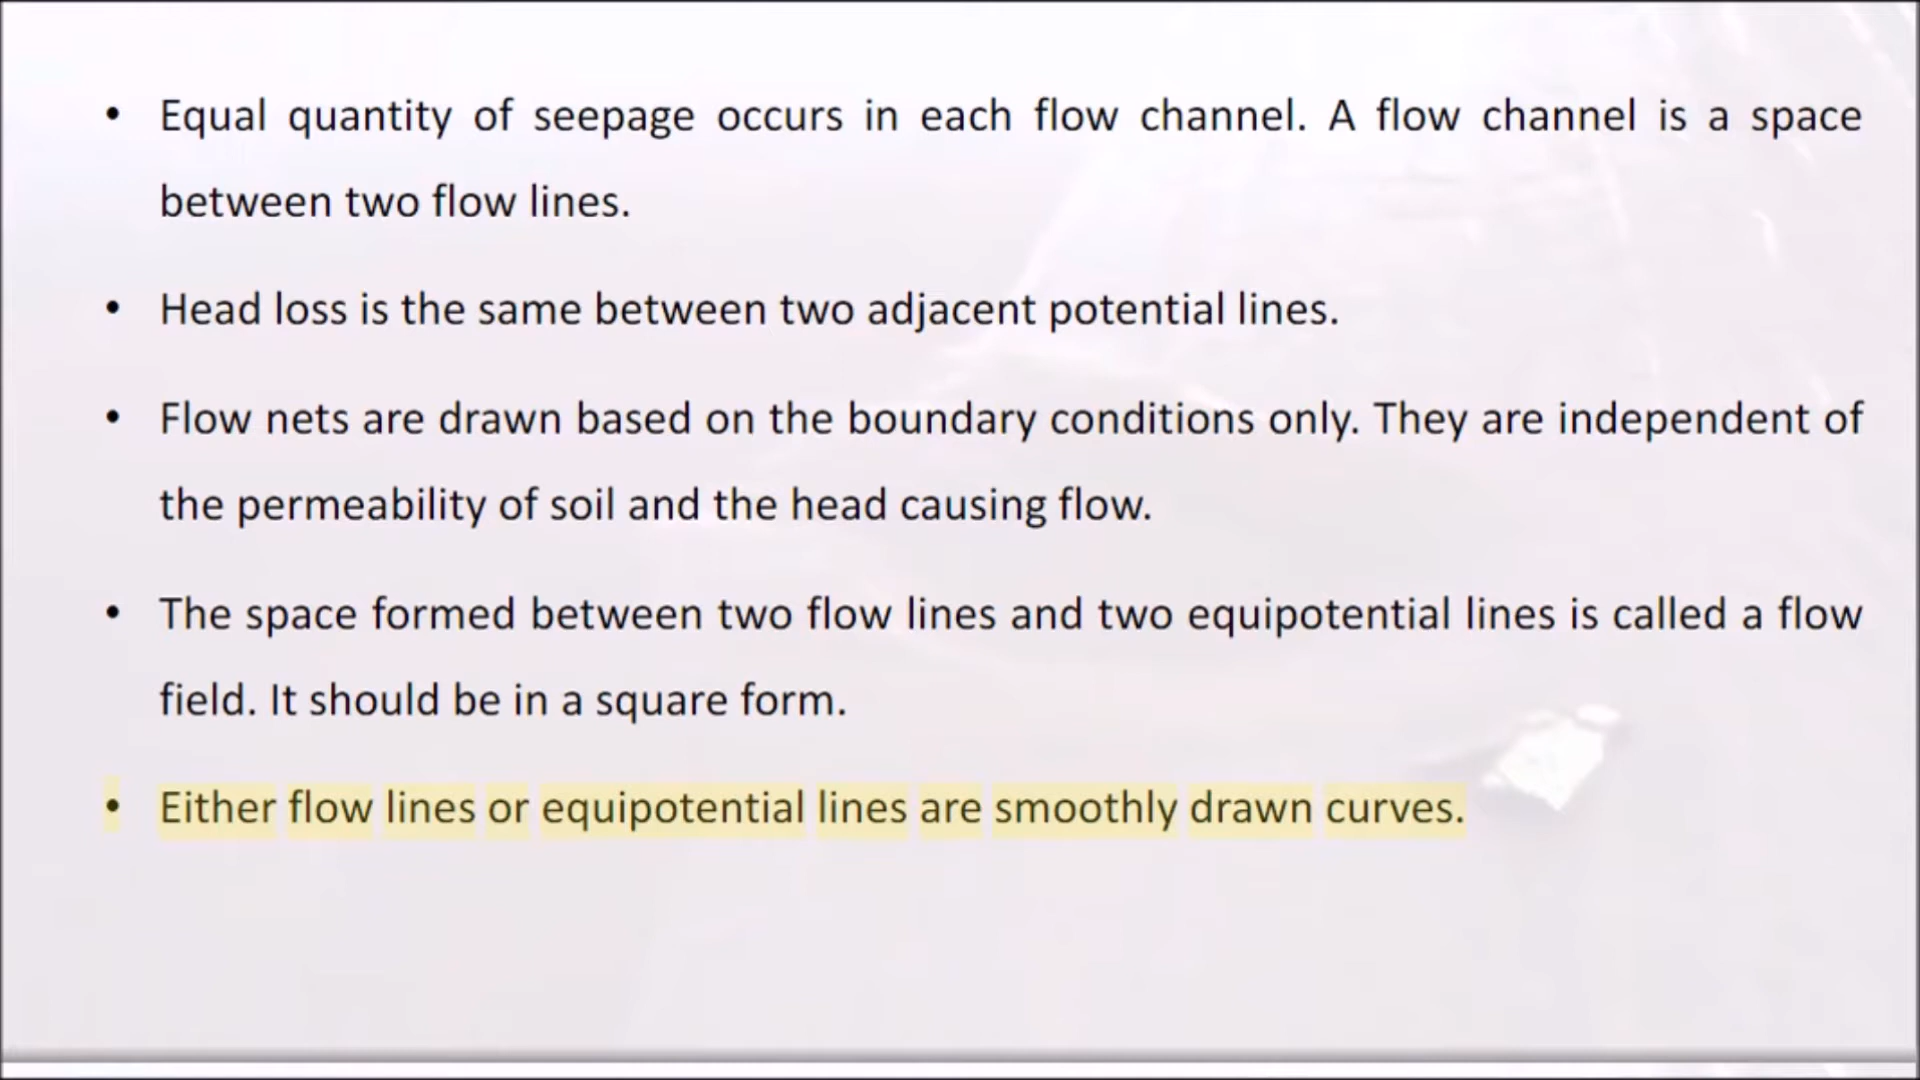 • Equal quantity of seepage occurs in each flow channel. A flow channel is a space
between two flow lines.
• Head loss is the same between two adjacent potential lines.
• Flow nets are drawn based on the boundary conditions only. They are independent of
the permeability of soil and the head causing flow.
• The space formed between two flow lines and two equipotential lines is called a flow
field. It should be in a square form.
• Either flow lines or equipotential lines are smoothly drawn curves.